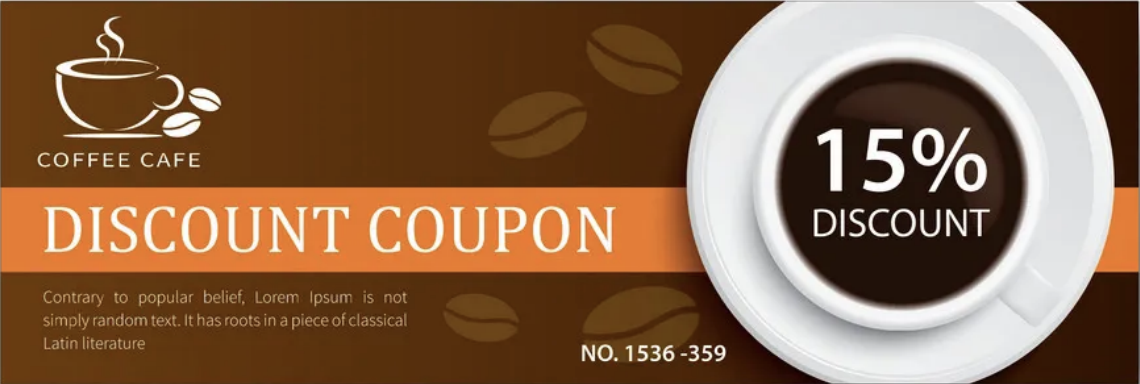 COFFEE CAFE
DISCOUNT COUPON
Contrary to popular belief, Lorem Ipsum is not
simply random text. It has roots in a piece of classical
Latin literature
NO. 1536 -359
15%
DISCOUNT